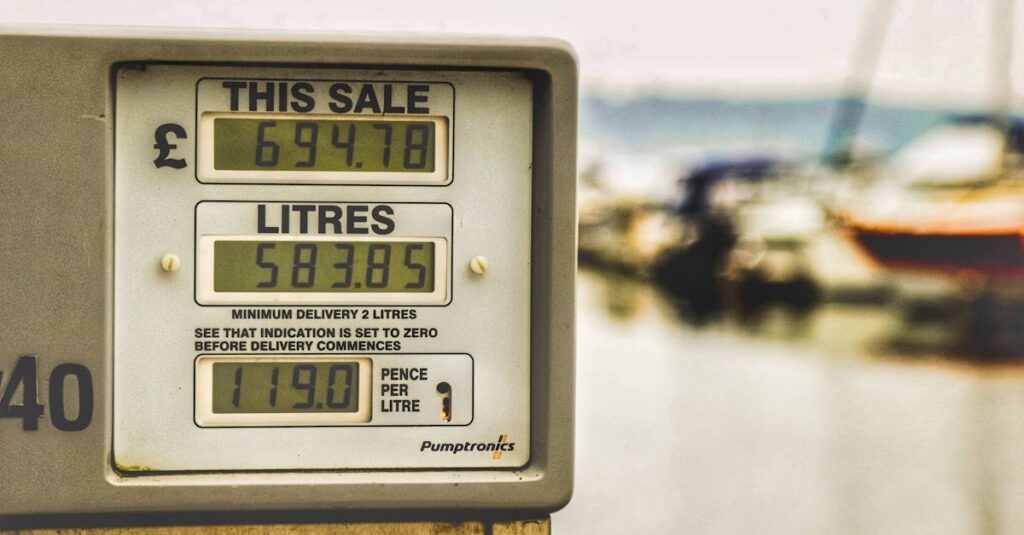 THIS SALE
£ 694.78
LITRES
583.85
MINIMUM DELIVERY 2 LITRES
SEE THAT INDICATION IS SET TO ZERO
BEFORE DELIVERY COMMENCES
119.0
PENCE
PER
LITRE
40
Pumptronics